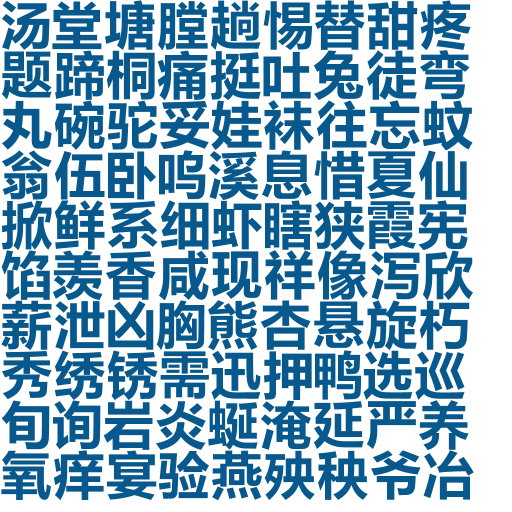 汤堂塘膛趟惕替甜疼
题蹄桐痛挺吐兔徒弯
丸碗驼妥娃袜往忘蚊
翁伍卧呜溪息惜夏仙
掀鲜系细虾瞎狭霞宪
馅羡香咸现祥像泻欣
薪泄凶胸熊杏悬旋朽
秀绣锈需迅押鸭选巡
旬询岩炎蜒淹延严养
氧痒宴验燕殃秧爷冶